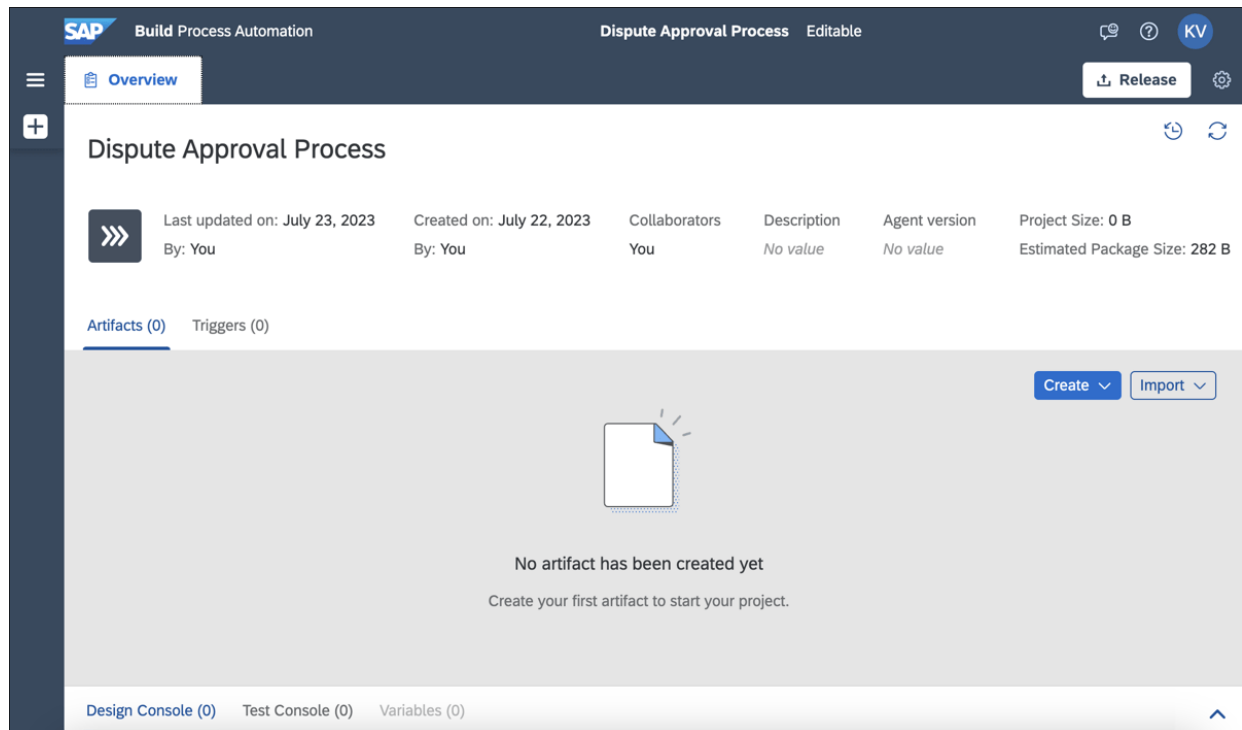 SAP Build Process Automation Dispute Approval Process Editable KV
Overview Release
Dispute Approval Process
Last updated on: July 23, 2023 Created on: July 22, 2023 Collaborators Description Agent version Project Size: 0 B
By: You By: You You No value No value Estimated Package Size: 282 B
Artifacts (0) Triggers (0)
Create Import
No artifact has been created yet
Create your first artifact to start your project.
Design Console (0) Test Console (0) Variables (0)